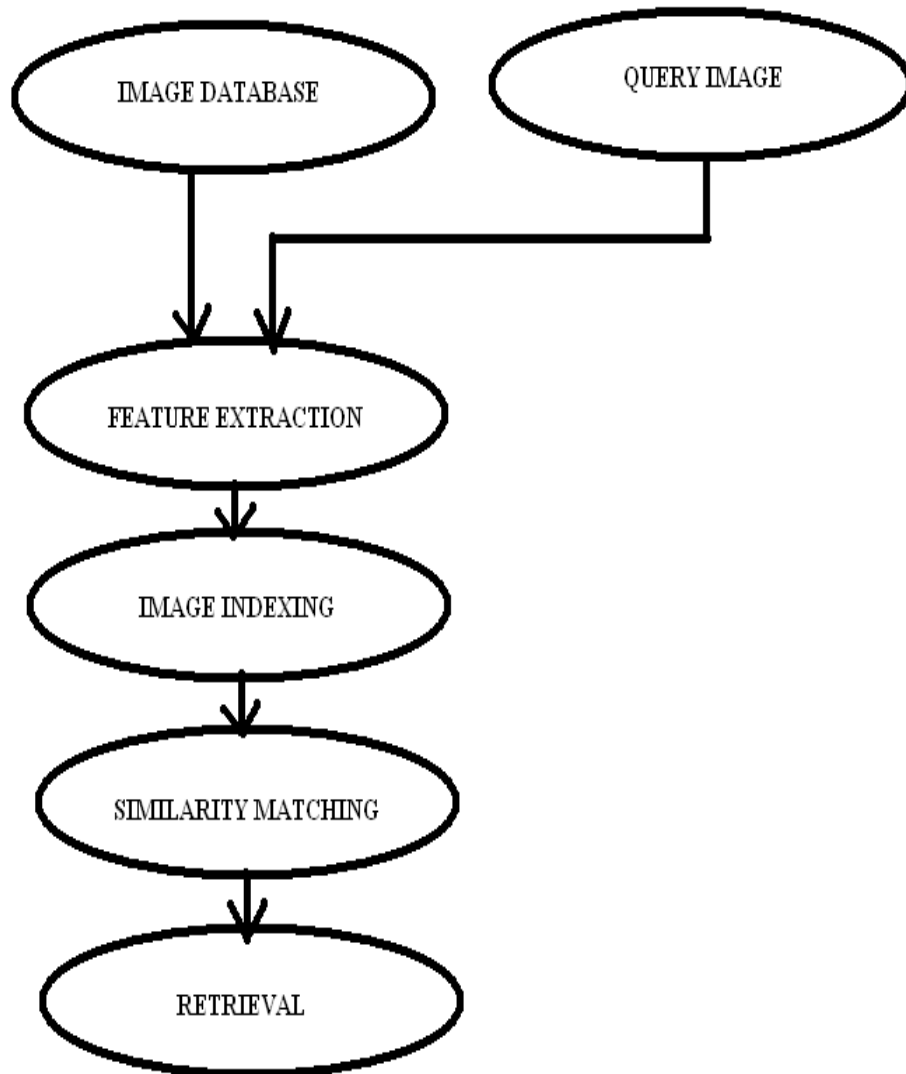 IMAGE DATABASE
QUERY IMAGE
FEATURE EXTRACTION
IMAGE INDEXING
SIMILARITY MATCHING
RETRIEVAL